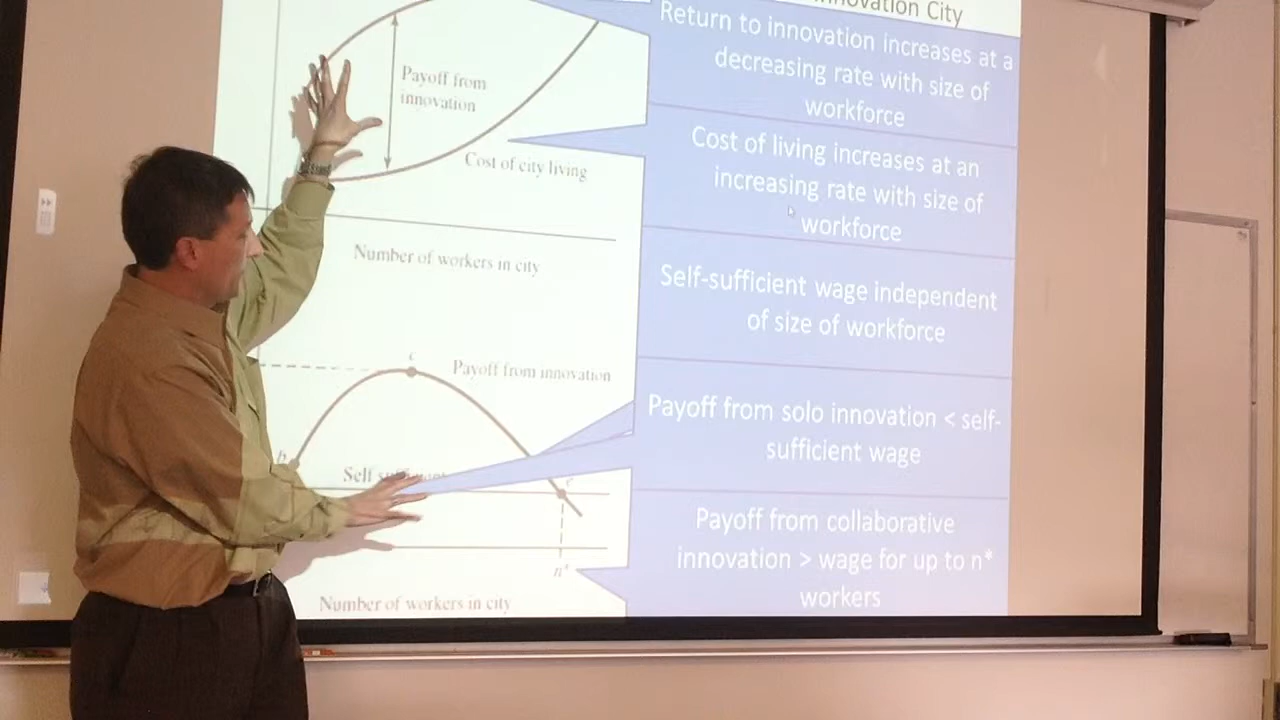 Innovation City
Return to innovation increases at a
decreasing rate with size of
workforce
Cost of living increases at an
increasing rate with size of
workforce
Self-sufficient wage independent
of size of workforce
Payoff from solo innovation < self-
sufficient wage
Payoff from collaborative
innovation > wage for up to n*
workers
Payoff from
innovation
Cost of city living
Number of workers in city
c
Payoff from innovation
b
Self
e
n*
Number of workers in city